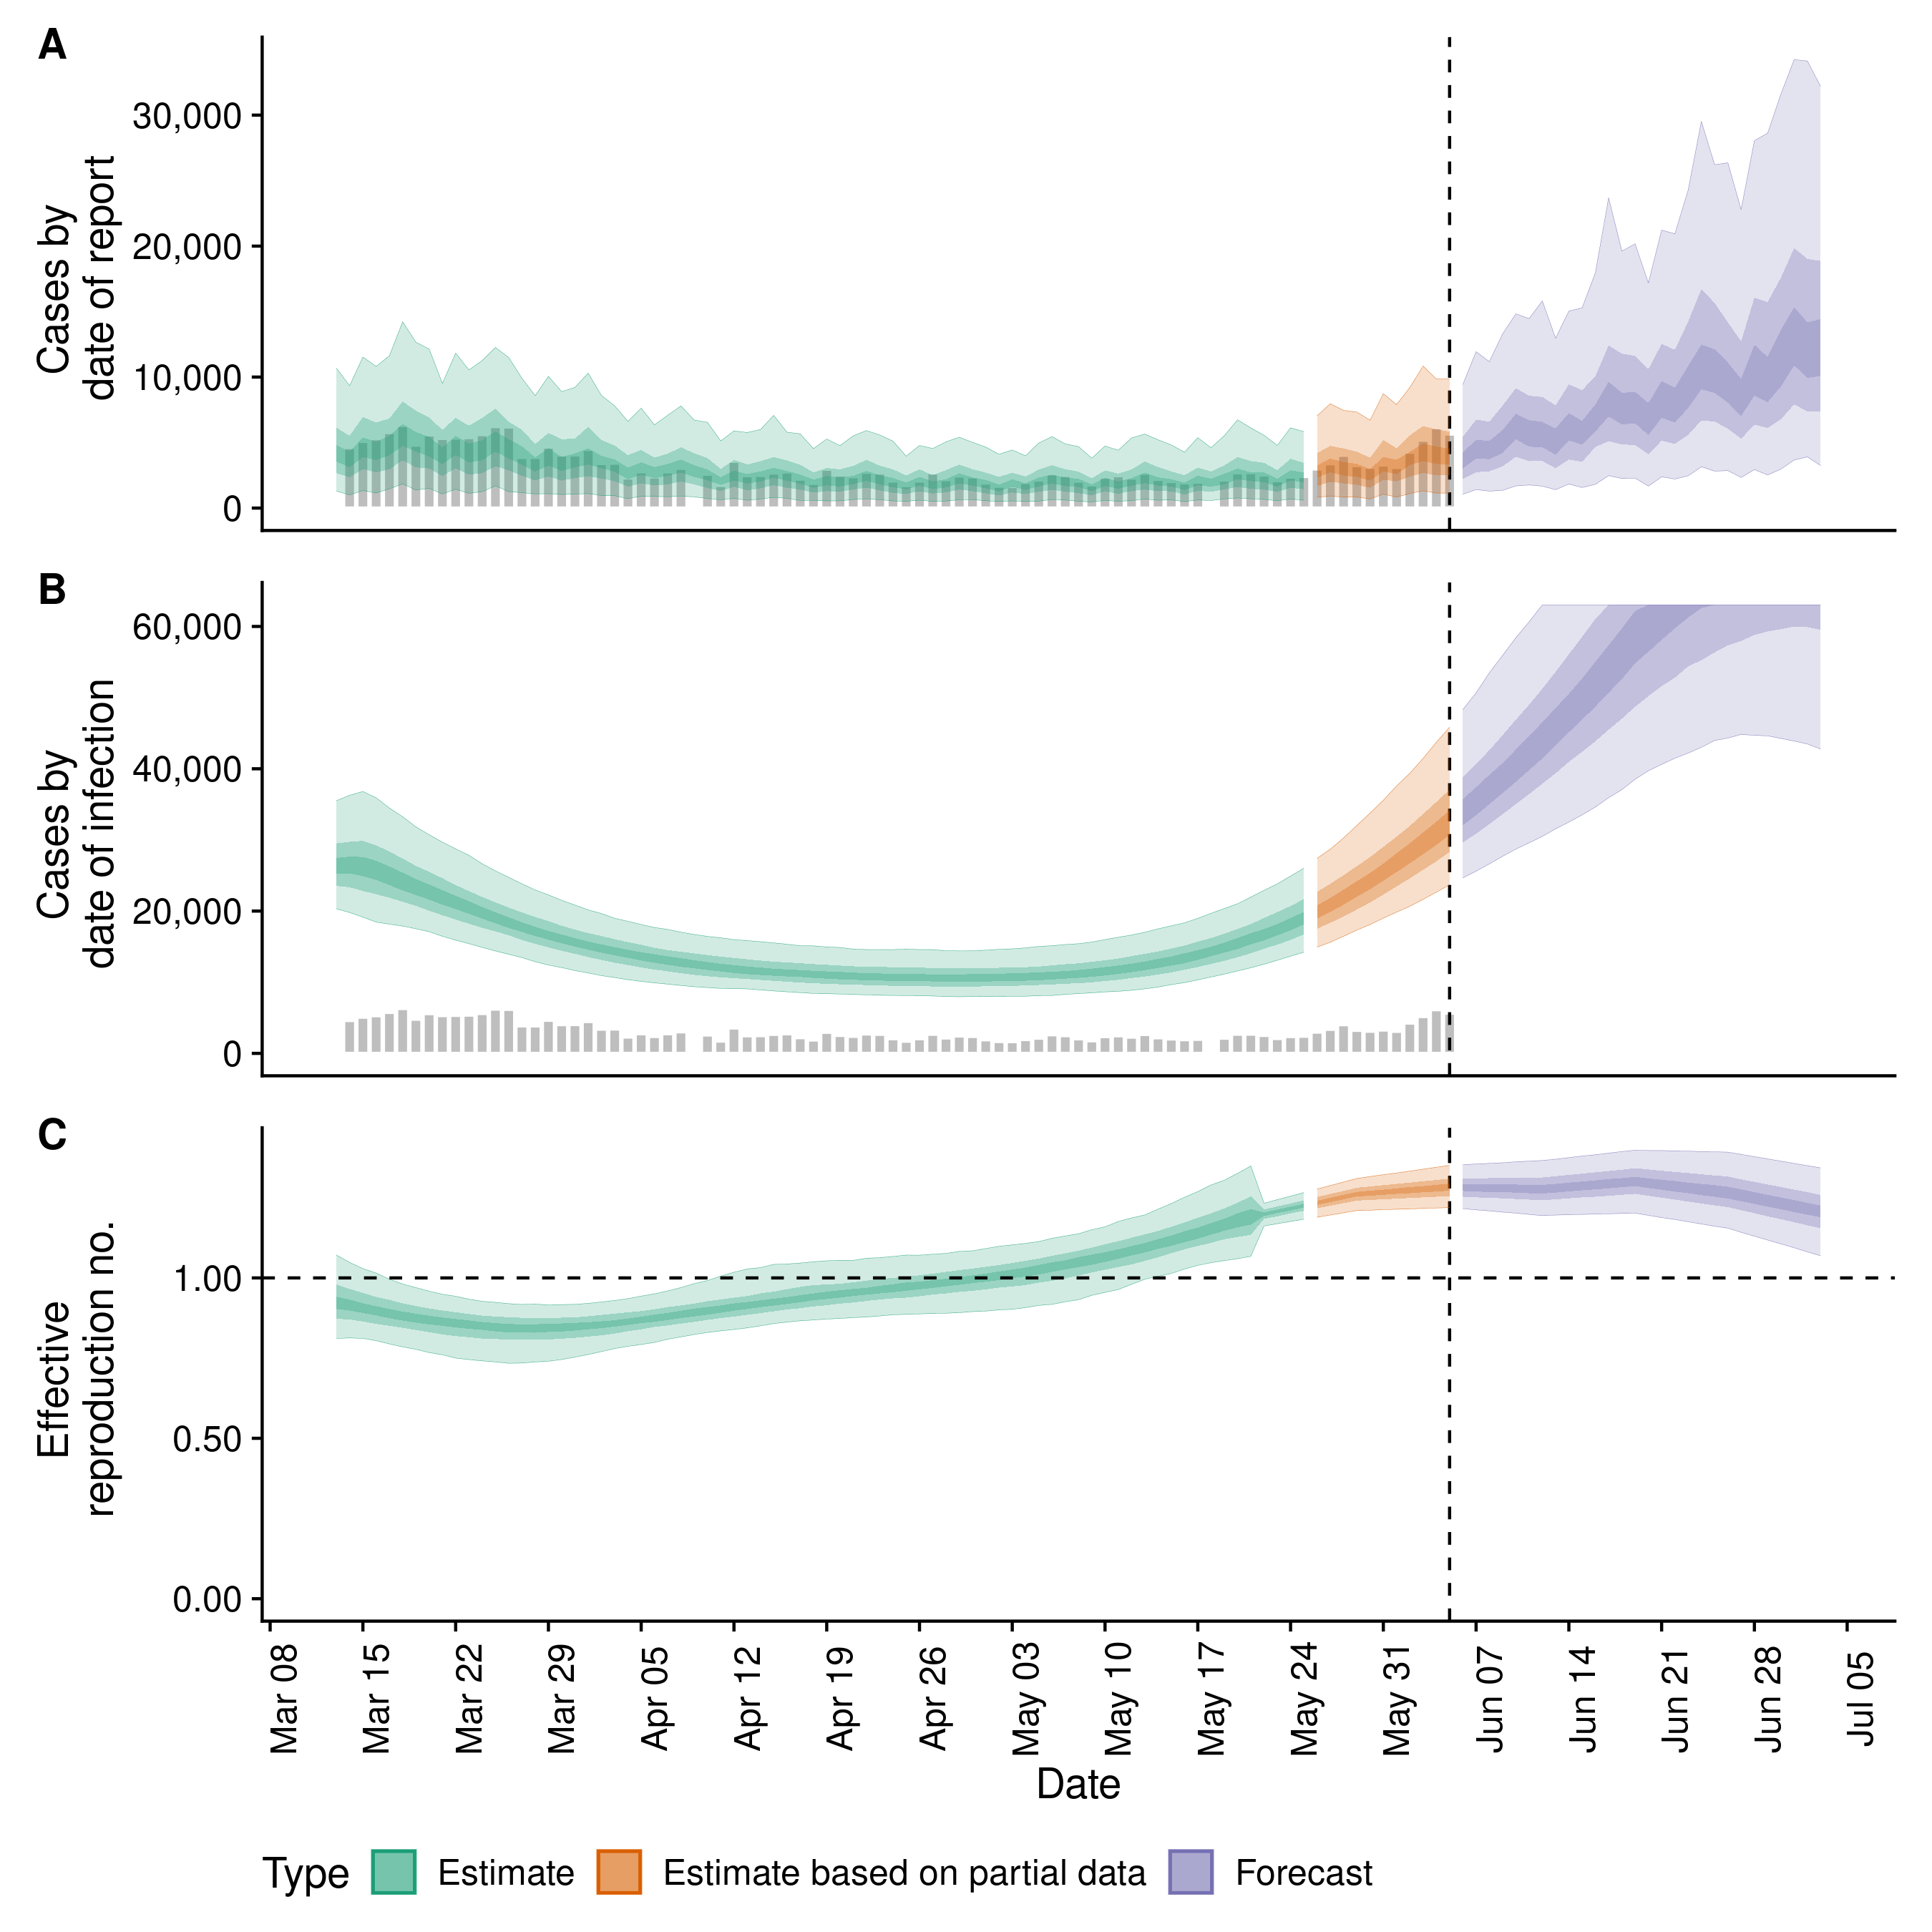 A
Cases by
date of report
30,000
20,000
10,000
0
B
Cases by
date of infection
60,000
40,000
20,000
0
C
Effective
reproduction no.
1.00
0.50
0.00
Mar 08
Mar 15
Mar 22
Mar 29
Apr 05
Apr 12
Apr 19
Apr 26
May 03
May 10
May 17
May 24
May 31
Jun 07
Jun 14
Jun 21
Jun 28
Jul 05
Date
Type Estimate Estimate based on partial data Forecast